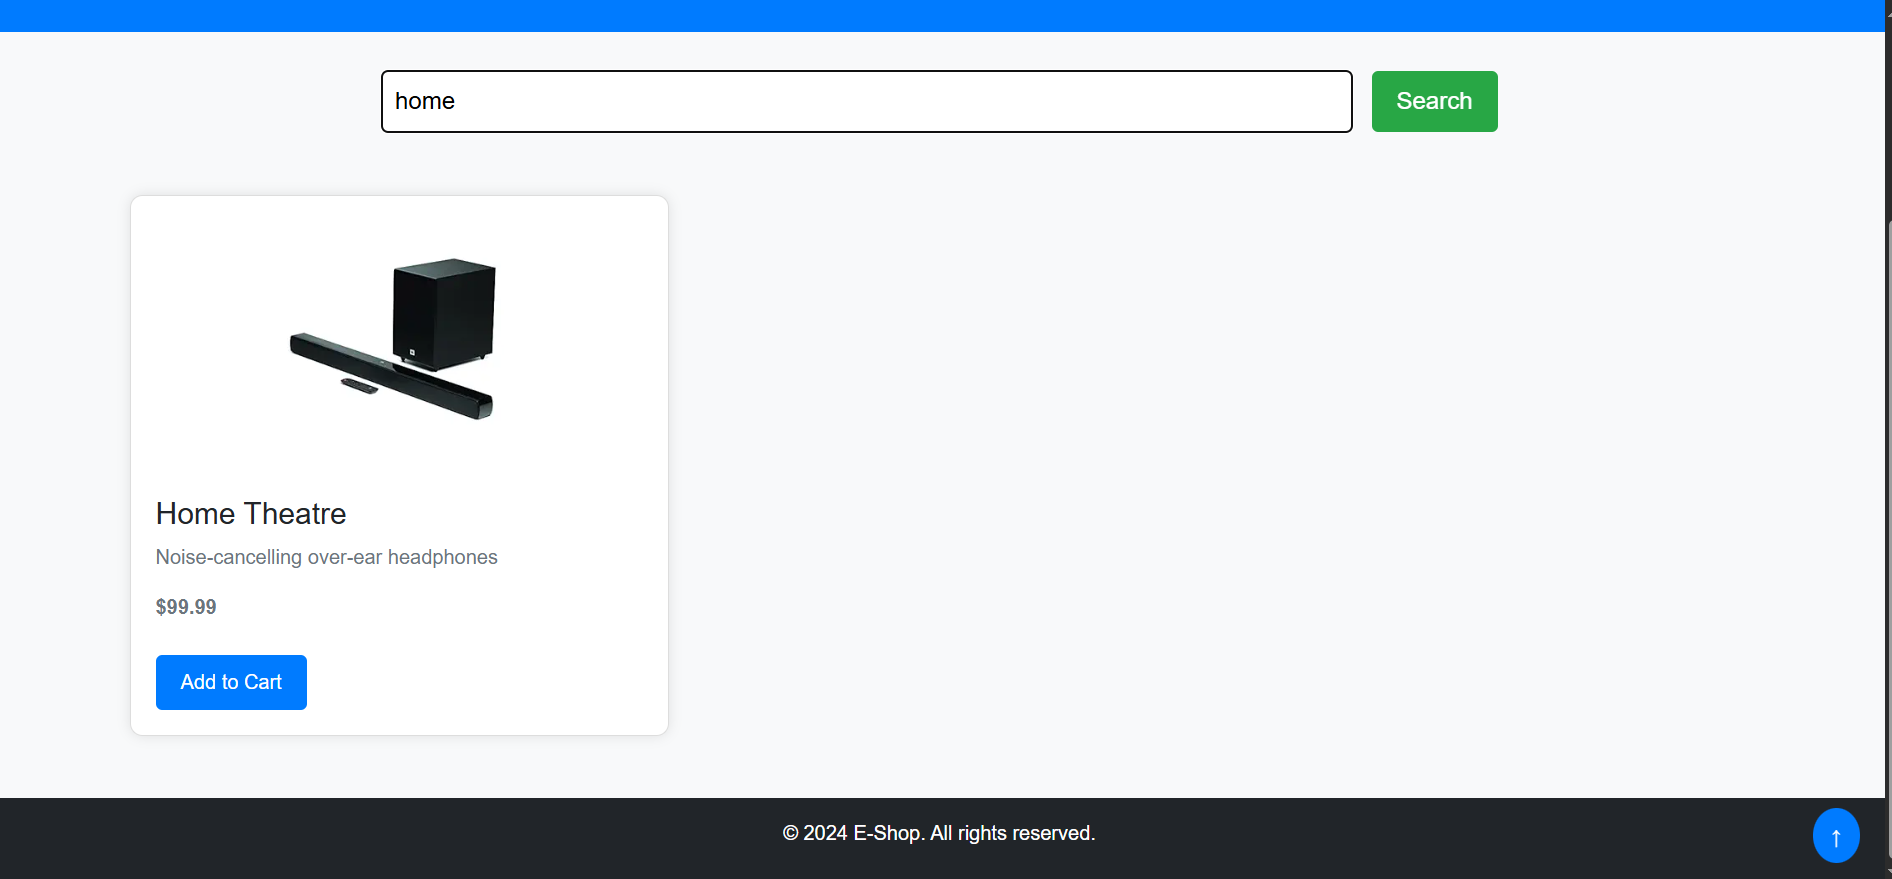 home
Search
Home Theatre
Noise-cancelling over-ear headphones
$99.99
Add to Cart
© 2024 E-Shop. All rights reserved.
↑